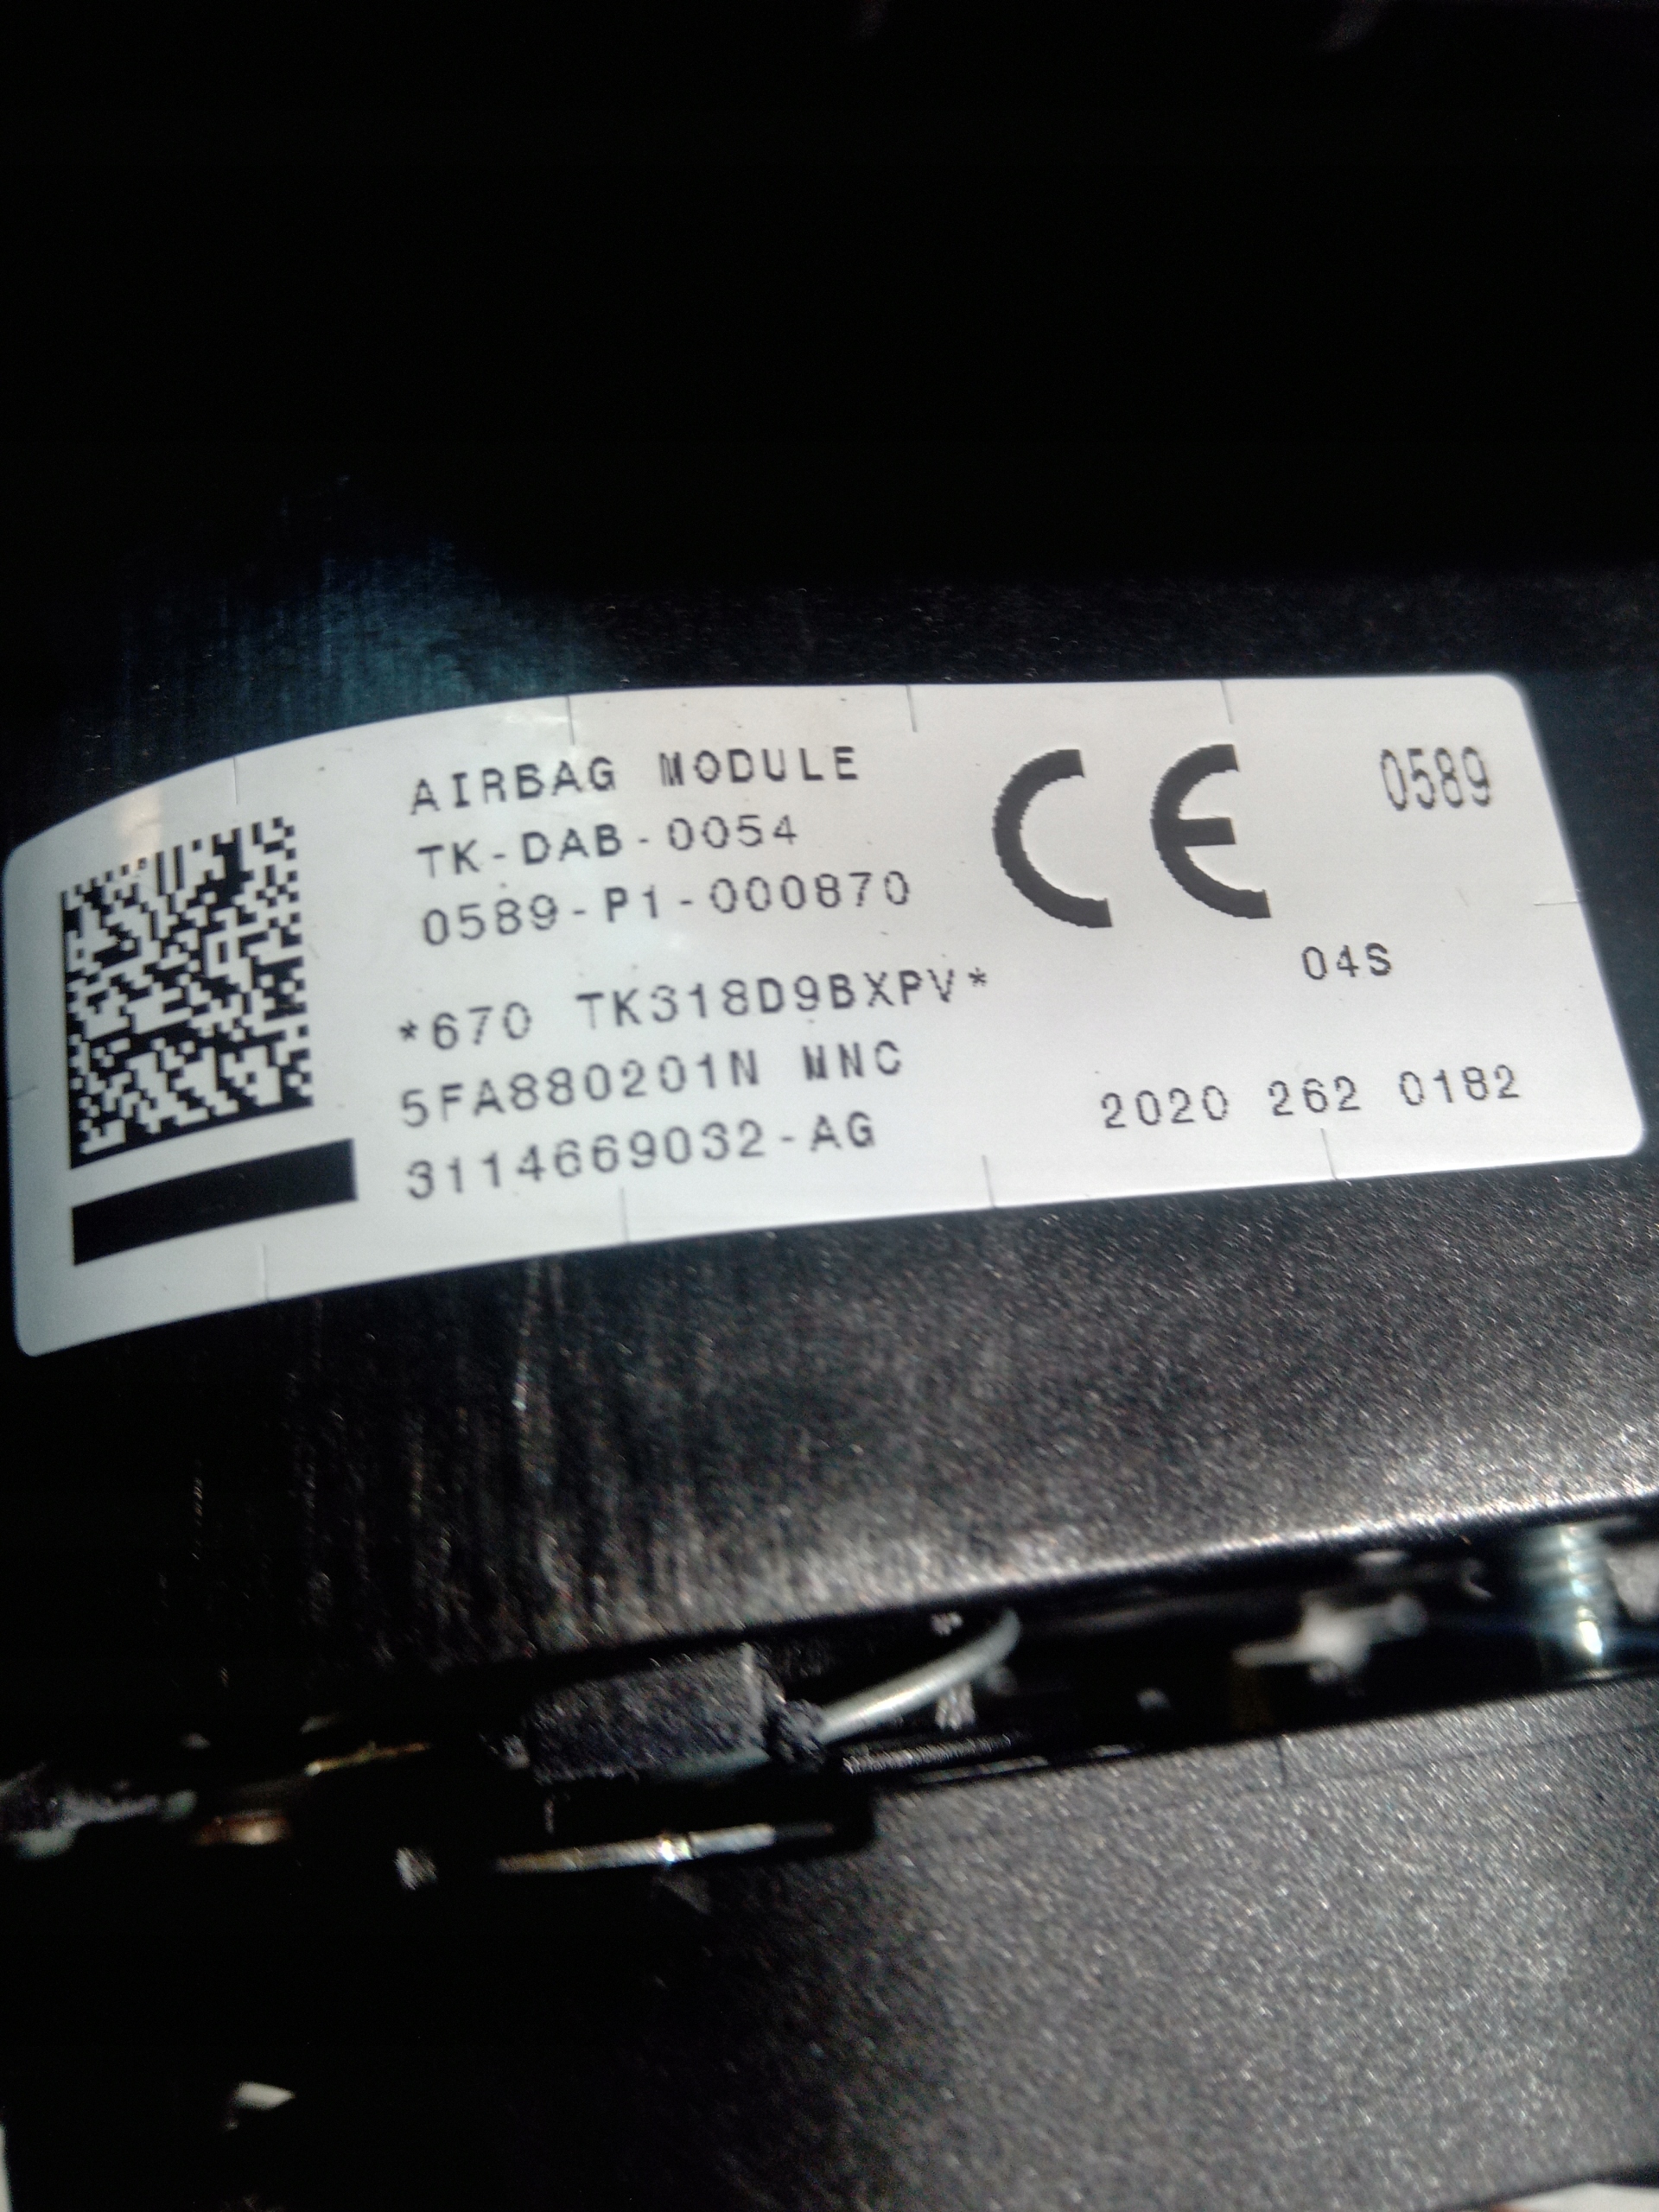 AIRBAG MODULE
TK-DAB-0054
0589-P1-000870
CE
0589
*670 TK318D9BXPV*
04S
5FA880201N MNC
3114669032-AG
2020 262 0182